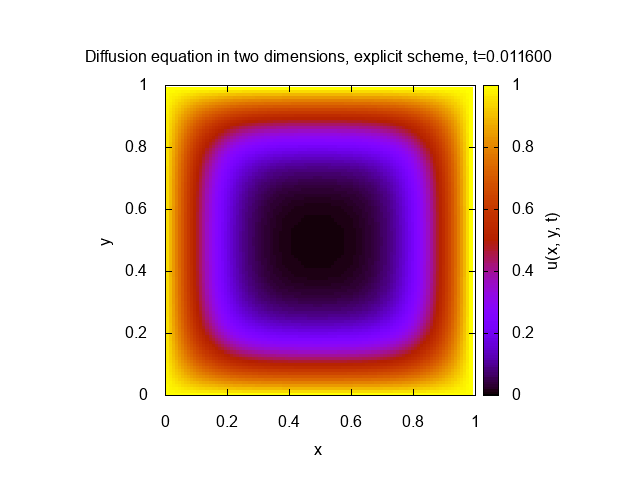 Diffusion equation in two dimensions, explicit scheme, t=0.011600
1
0.8
0.6
0.4
0.2
0
y
0 0.2 0.4 0.6 0.8 1
x
1
0.8
0.6
0.4
0.2
0
u(x, y, t)